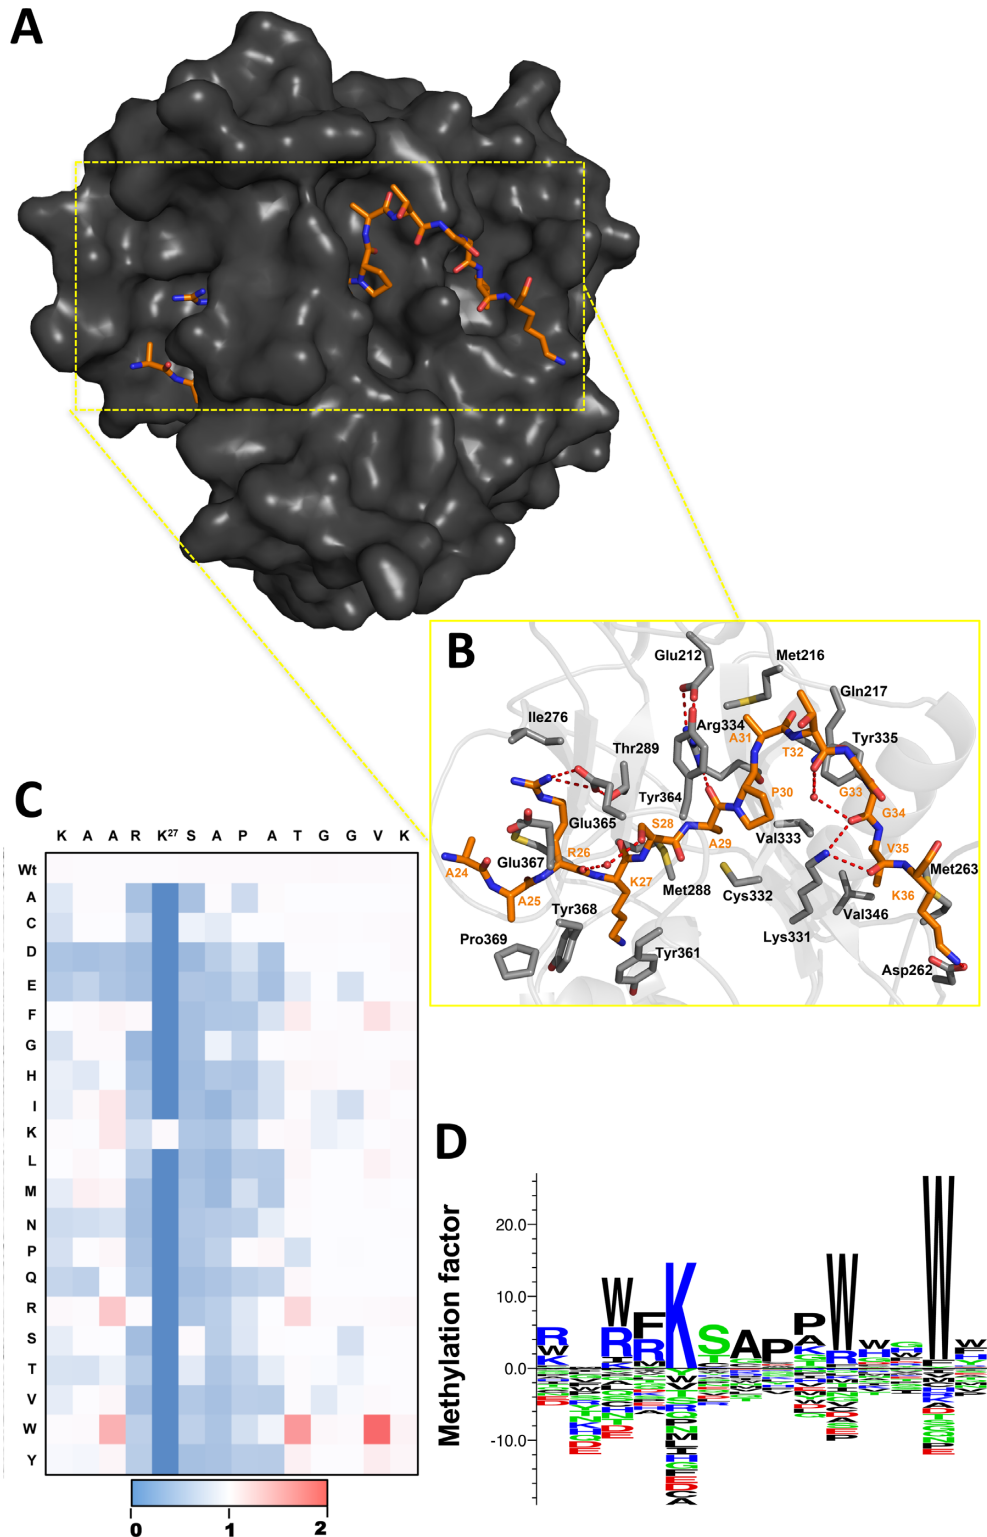 A
B
Glu212
Met216
Gln217
Ile276
Arg334
A31
T32
Tyr335
Thr289
G33
P30
Tyr364
G34
Glu365
S28
A29
Val333
V35
Glu367
R26
A24
K27
Met288
Cys332
K36
Met263
A25
Val346
Tyr368
Lys331
Pro369
Tyr361
Asp262
C
K A A R K27 S A P A T G G V K
Wt
A
C
D
E
F
G
H
I
K
L
M
N
P
Q
R
S
T
V
W
Y
0 1 2
D
Methylation factor
20.0
10.0
0.0
-10.0
R W R F R K S A P P A W R W W